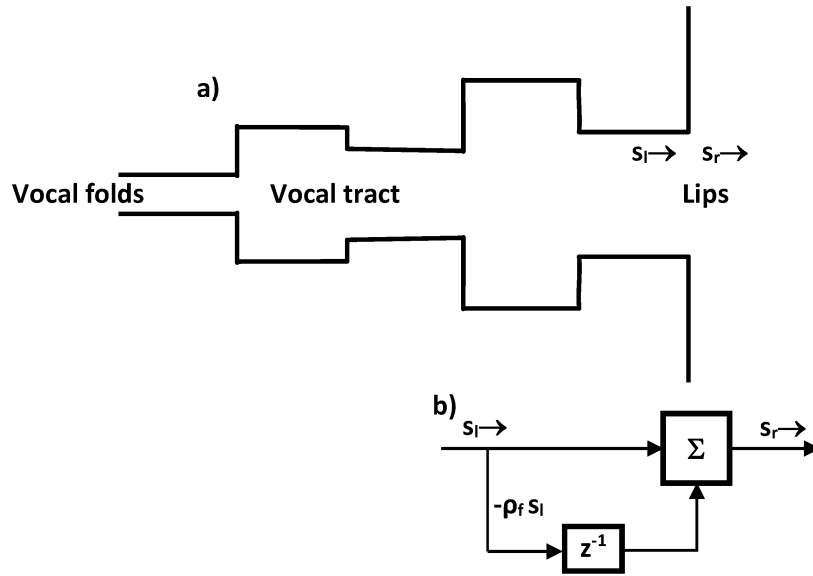 a)
sₗ→ sᵣ→
Vocal folds Vocal tract Lips
b)
sₗ→ Σ sᵣ→
-ρf sₗ
z⁻¹